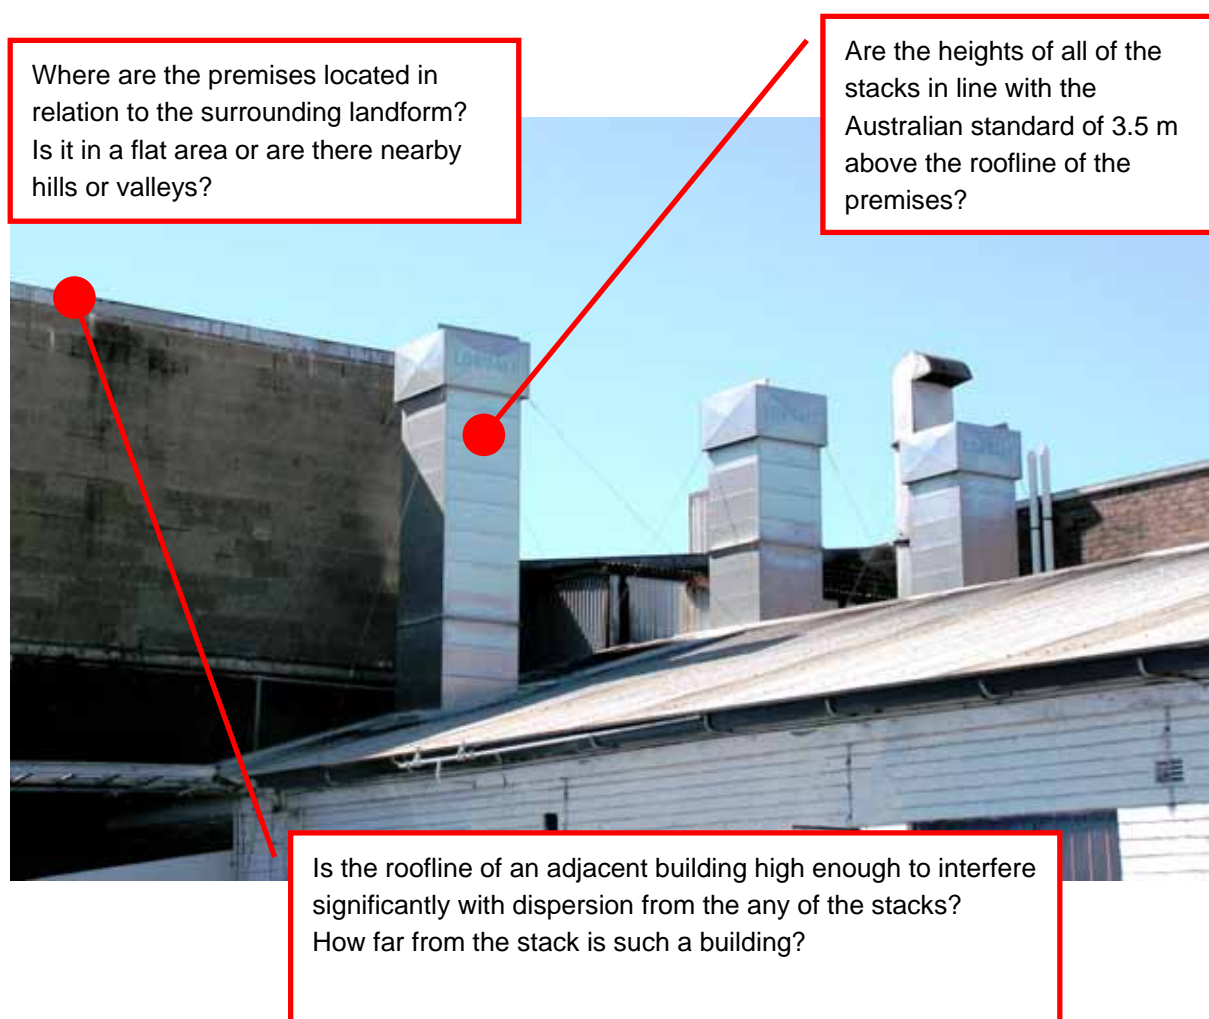 Where are the premises located in
relation to the surrounding landform?
Is it in a flat area or are there nearby
hills or valleys?
Are the heights of all of the
stacks in line with the
Australian standard of 3.5 m
above the roofline of the
premises?
Is the roofline of an adjacent building high enough to interfere
significantly with dispersion from the any of the stacks?
How far from the stack is such a building?